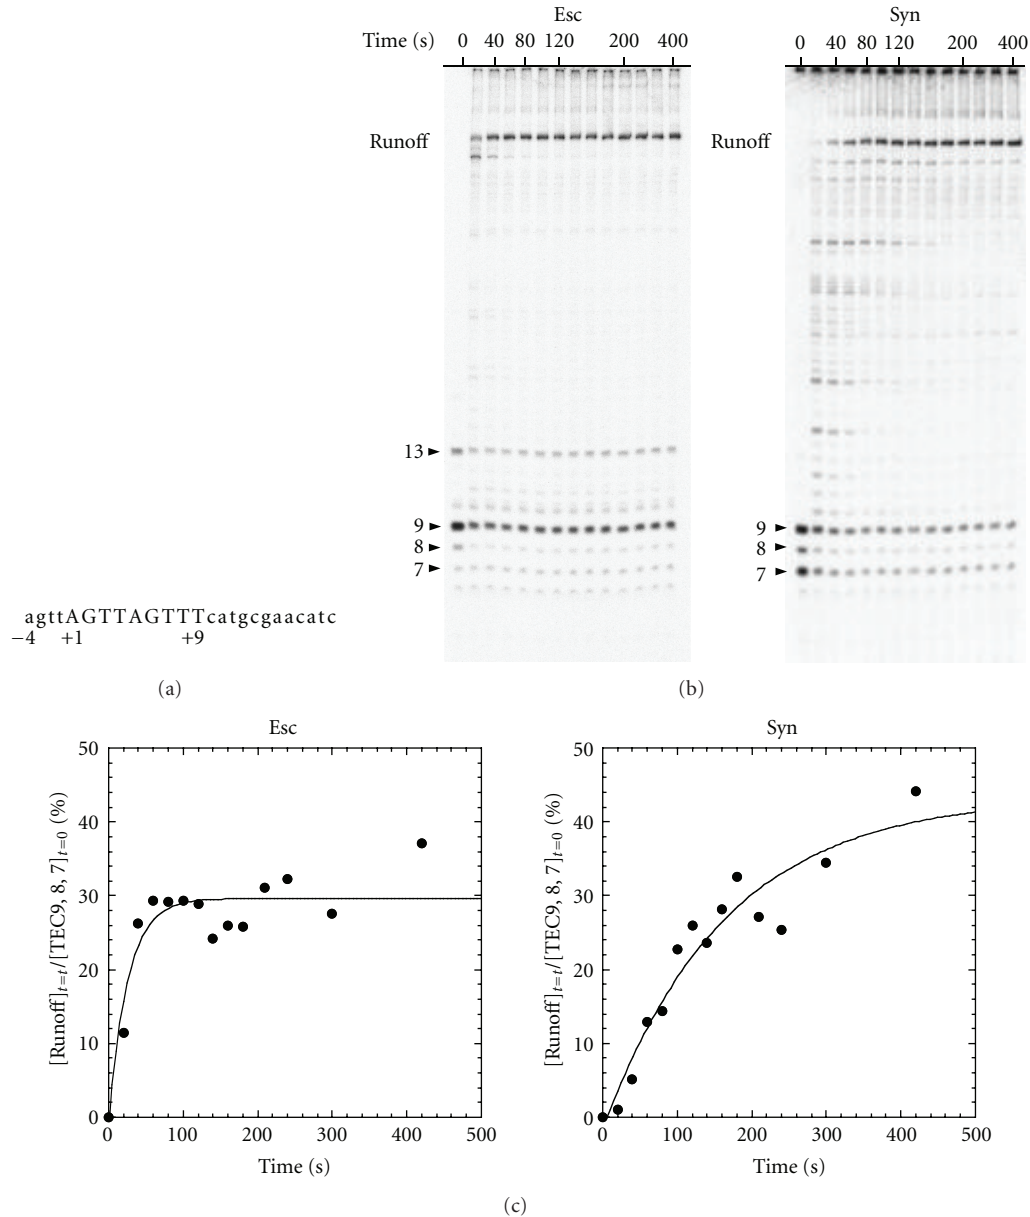 Esc
Syn
Time (s) 0 40 80 120 200 400
0 40 80 120 200 400
Runoff
Runoff
13
9
8
7
9
8
7
agttAGTTAGTTTcatgcgaacatc
−4 +1 +9
(a)
(b)
Esc
[Runoff]t=t/[TEC9, 8, 7]t=0 (%)
50
40
30
20
10
0
0 100 200 300 400 500
Time (s)
Syn
[Runoff]t=t/[TEC9, 8, 7]t=0 (%)
50
40
30
20
10
0
0 100 200 300 400 500
Time (s)
(c)